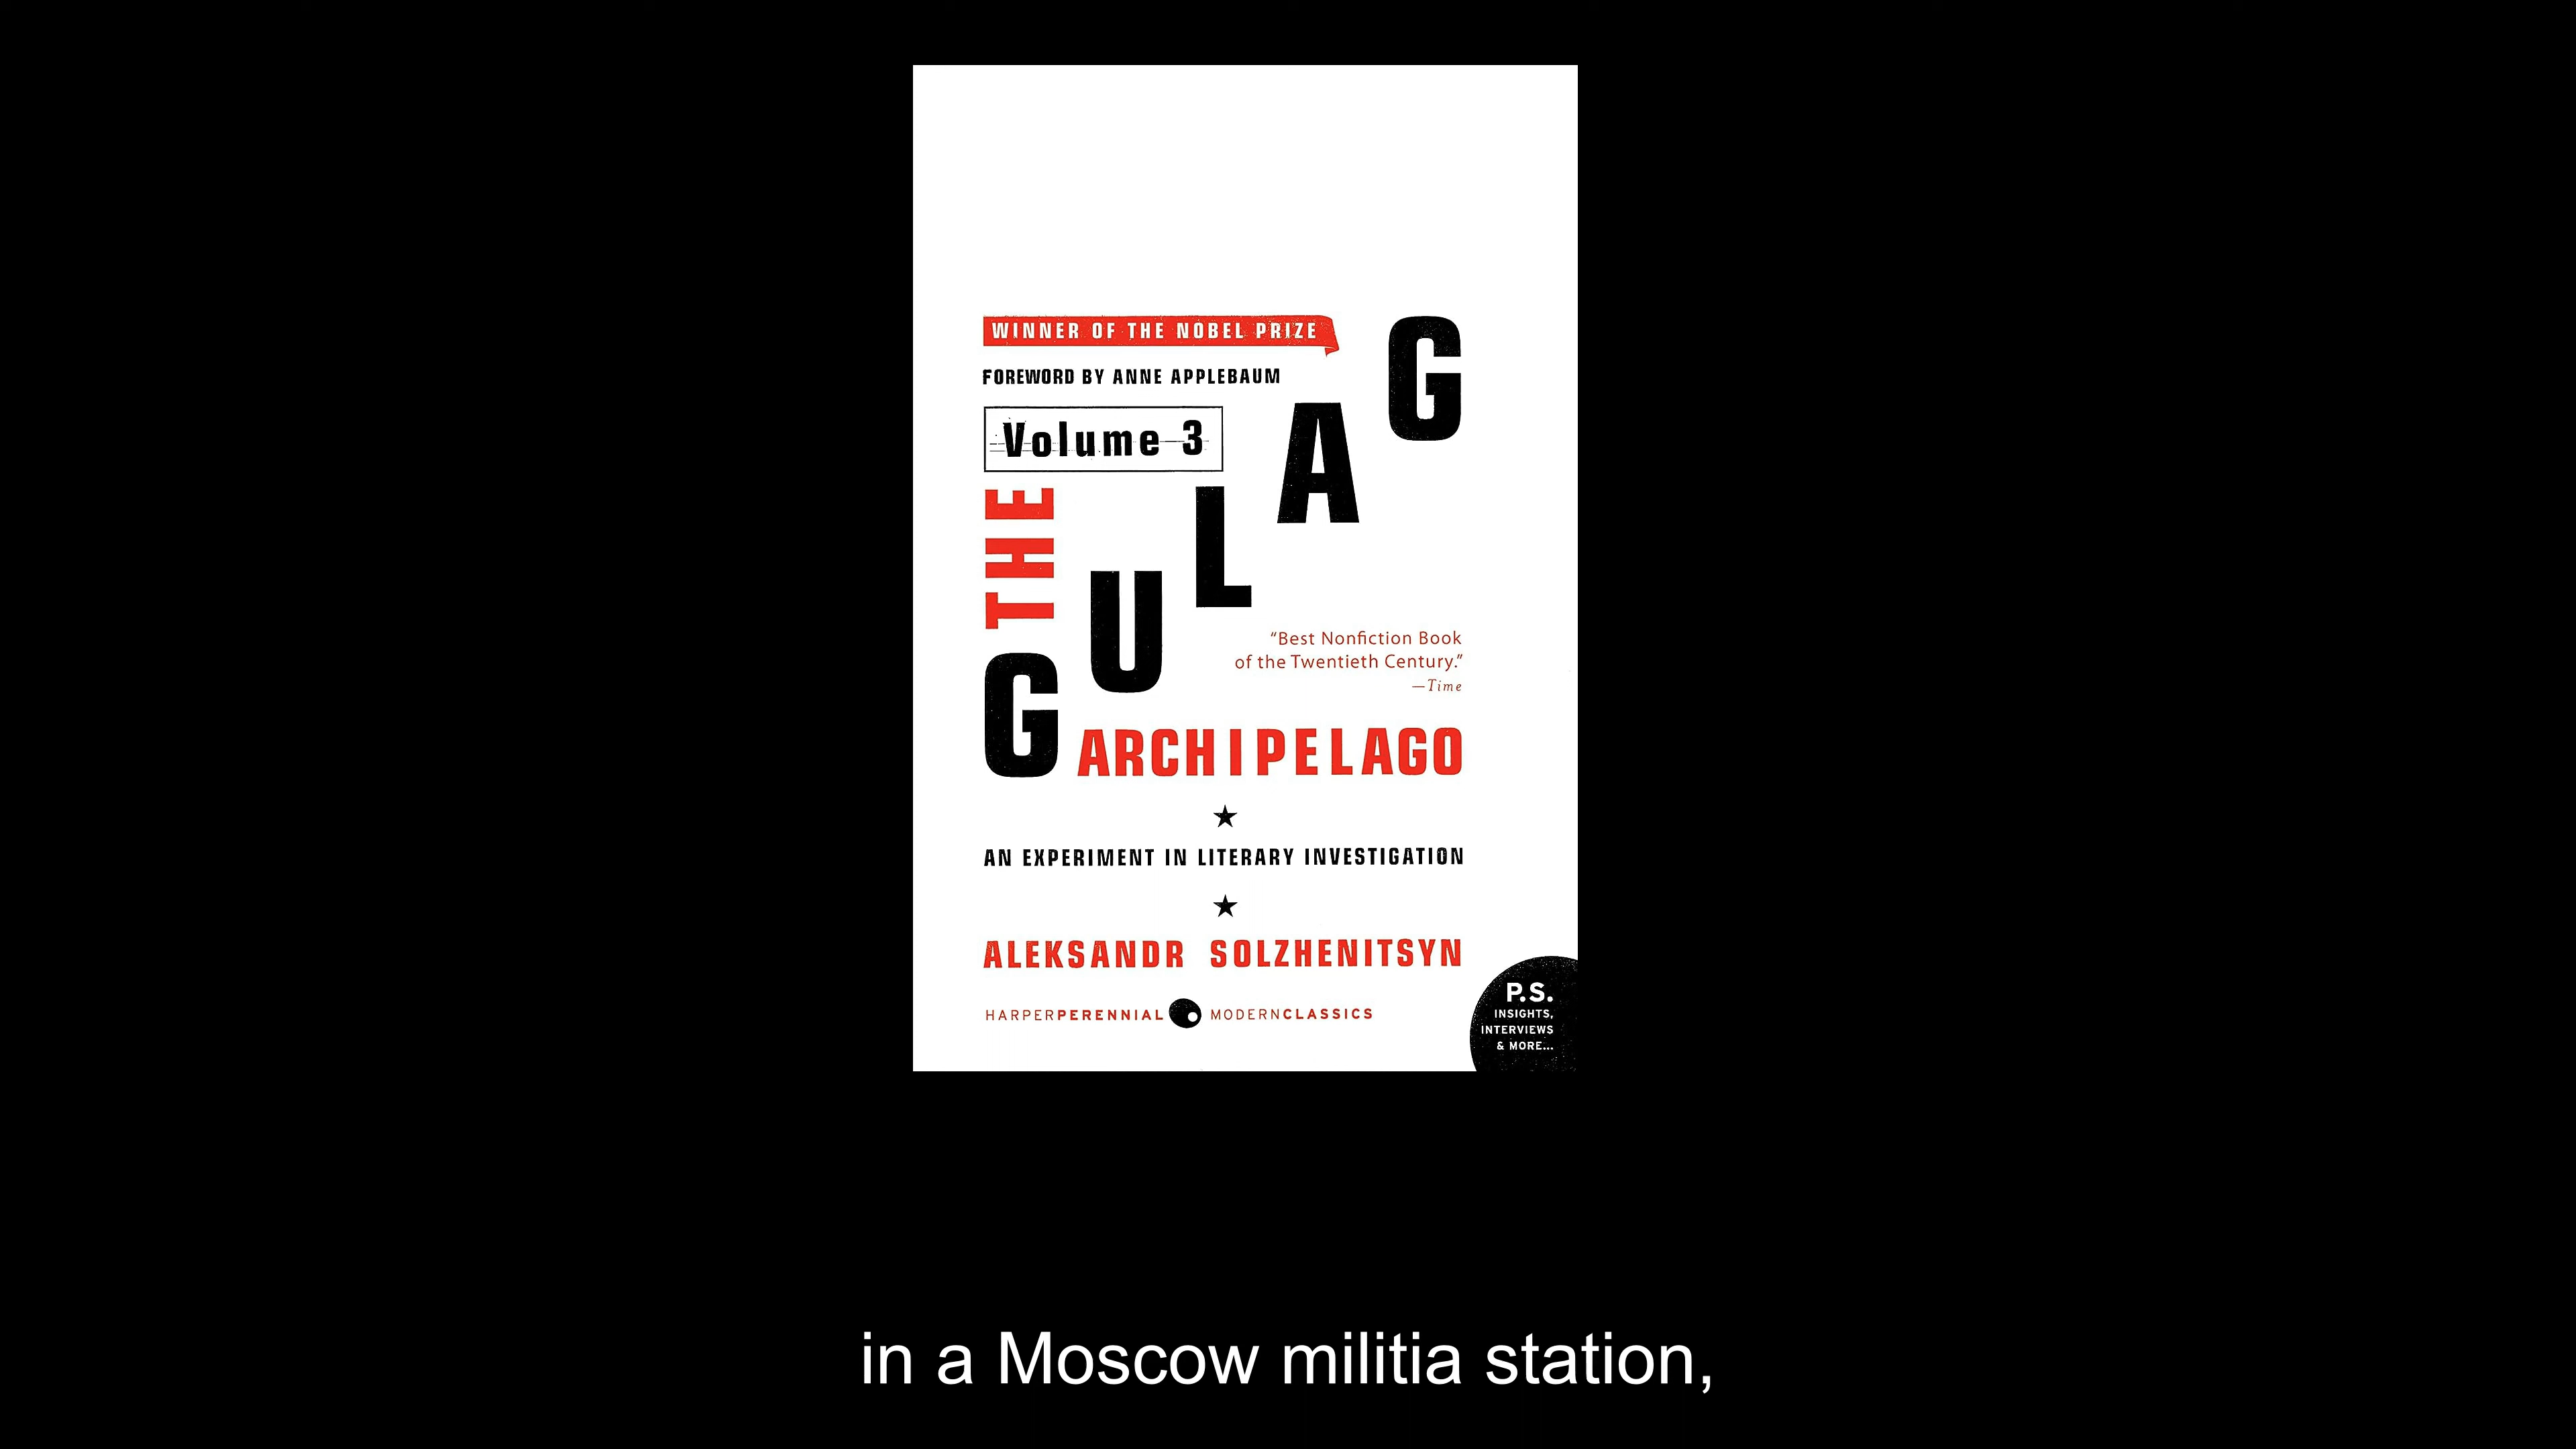 WINNER OF THE NOBEL PRIZE
FOREWORD BY ANNE APPLEBAUM
Volume 3
THE
GULAG
"Best Nonfiction Book
of the Twentieth Century."
—Time
ARCHIPELAGO
AN EXPERIMENT IN LITERARY INVESTIGATION
ALEKSANDR SOLZHENITSYN
HARPERPERENNIAL MODERNCLASSICS
P.S.
INSIGHTS,
INTERVIEWS
& MORE...
in a Moscow militia station,